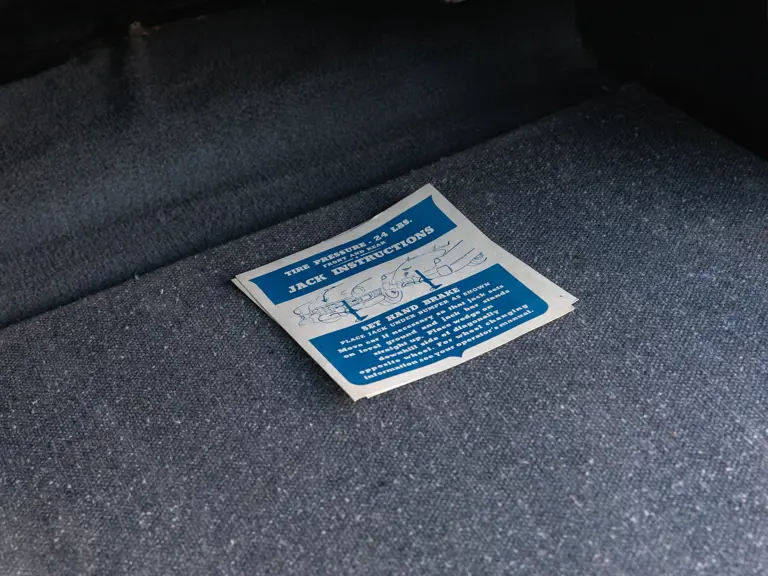 TIRE PRESSURE - 24 LBS.
FRONT AND REAR
JACK INSTRUCTIONS
SET HAND BRAKE
PLACE JACK UNDER BUMPER AS SHOWN
Move car if necessary so that jack sets
on local ground and jack bar stands
straight up. Place wedge on
downhill side of diagonally
opposite wheel. For wheel changing
information see your operator's manual.